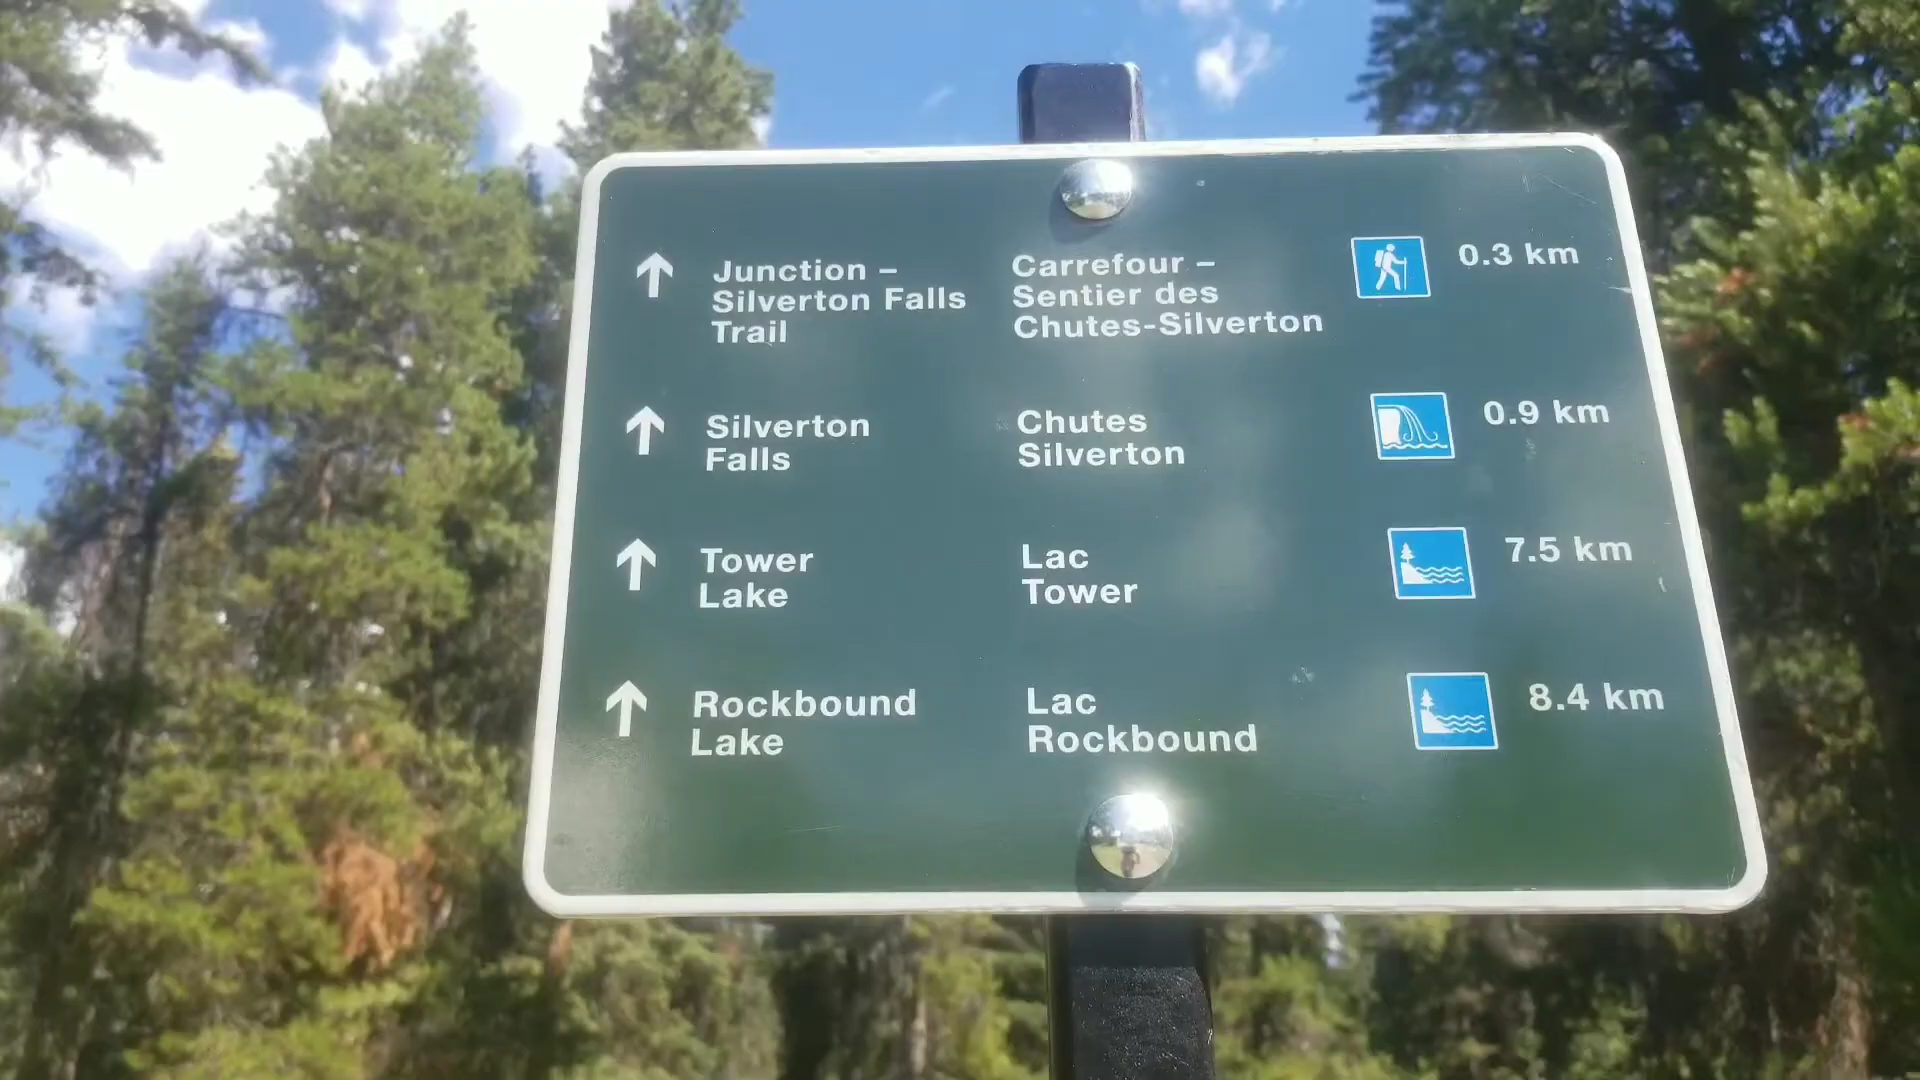 Junction –
Silverton Falls
Trail
Carrefour –
Sentier des
Chutes-Silverton
0.3 km
Silverton
Falls
Chutes
Silverton
0.9 km
Tower
Lake
Lac
Tower
7.5 km
Rockbound
Lake
Lac
Rockbound
8.4 km